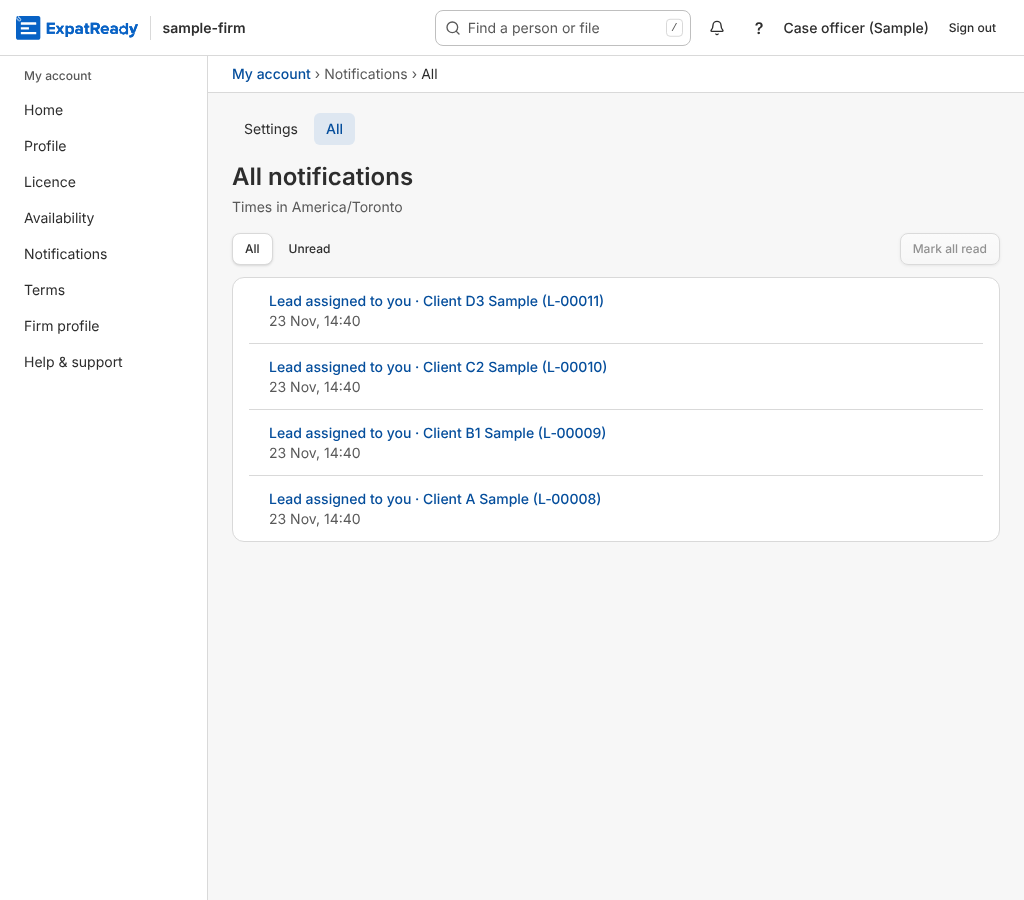 ExpatReady
sample-firm
Find a person or file
/
?
Case officer (Sample)
Sign out
My account
Home
Profile
Licence
Availability
Notifications
Terms
Firm profile
Help & support
My account › Notifications › All
Settings
All
All notifications
Times in America/Toronto
All
Unread
Mark all read
Lead assigned to you · Client D3 Sample (L-00011)
23 Nov, 14:40
Lead assigned to you · Client C2 Sample (L-00010)
23 Nov, 14:40
Lead assigned to you · Client B1 Sample (L-00009)
23 Nov, 14:40
Lead assigned to you · Client A Sample (L-00008)
23 Nov, 14:40